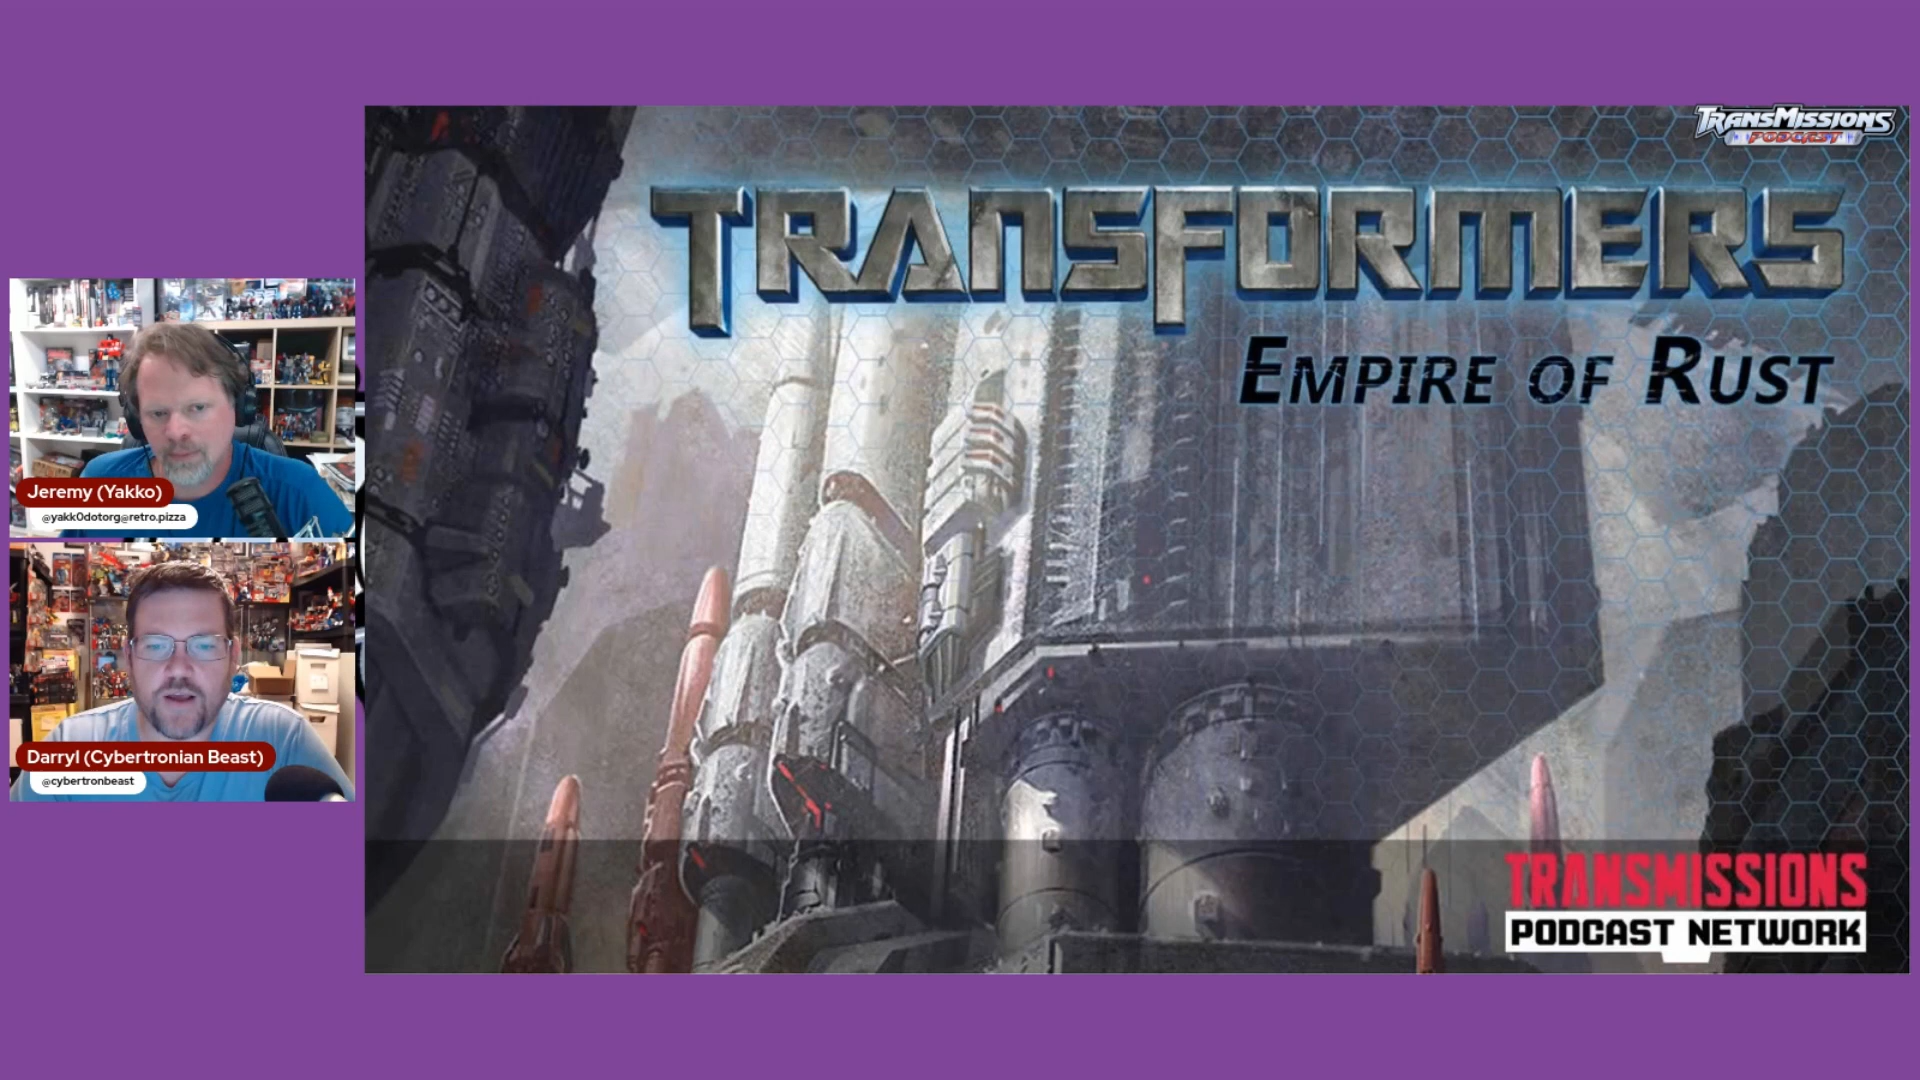 TRANSMISSIONS
PODCAST
TRANSFORMERS
EMPIRE OF RUST
Jeremy (Yakko)
@yakk0dotorg@retro.pizza
Darryl (Cybertronian Beast)
@cybertronbeast
TRANSMISSIONS
PODCAST NETWORK